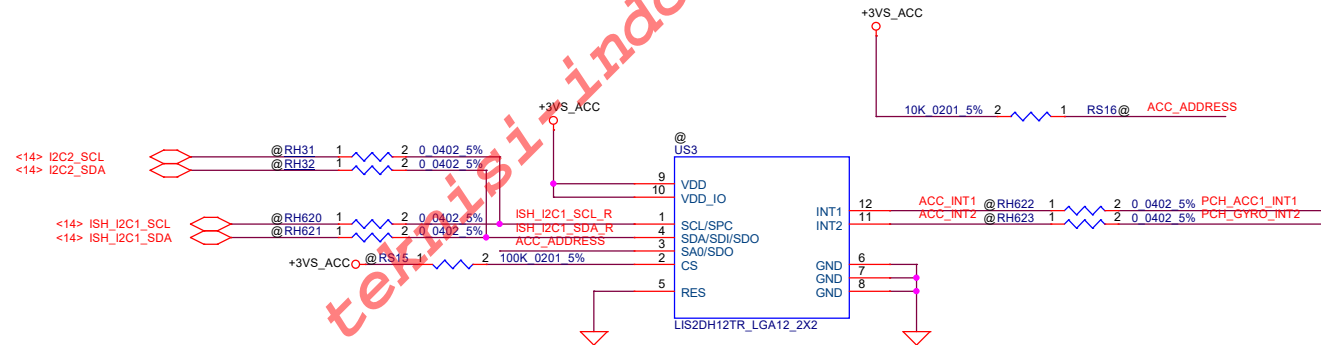 +3VS_ACC
10K_0201_5% 2 1 RS16@ ACC_ADDRESS
+3VS_ACC
@
US3
<14> I2C2_SCL @RH31 1 2 0_0402_5%
<14> I2C2_SDA @RH32 1 2 0_0402_5%
9 VDD
10 VDD_IO
<14> ISH_I2C1_SCL @RH620 1 2 0_0402_5% ISH_I2C1_SCL_R 1 SCL/SPC
<14> ISH_I2C1_SDA @RH621 1 2 0_0402_5% ISH_I2C1_SDA_R 4 SDA/SDI/SDO
ACC_ADDRESS 3 SA0/SDO
+3VS_ACC @RS15 1 2 100K_0201_5% 2 CS
5 RES
INT1 12 ACC_INT1 @RH622 1 2 0_0402_5% PCH_ACC1_INT1
INT2 11 ACC_INT2 @RH623 1 2 0_0402_5% PCH_GYRO_INT2
GND 6
GND 7
GND 8
LIS2DH12TR_LGA12_2X2
teknisi-indo